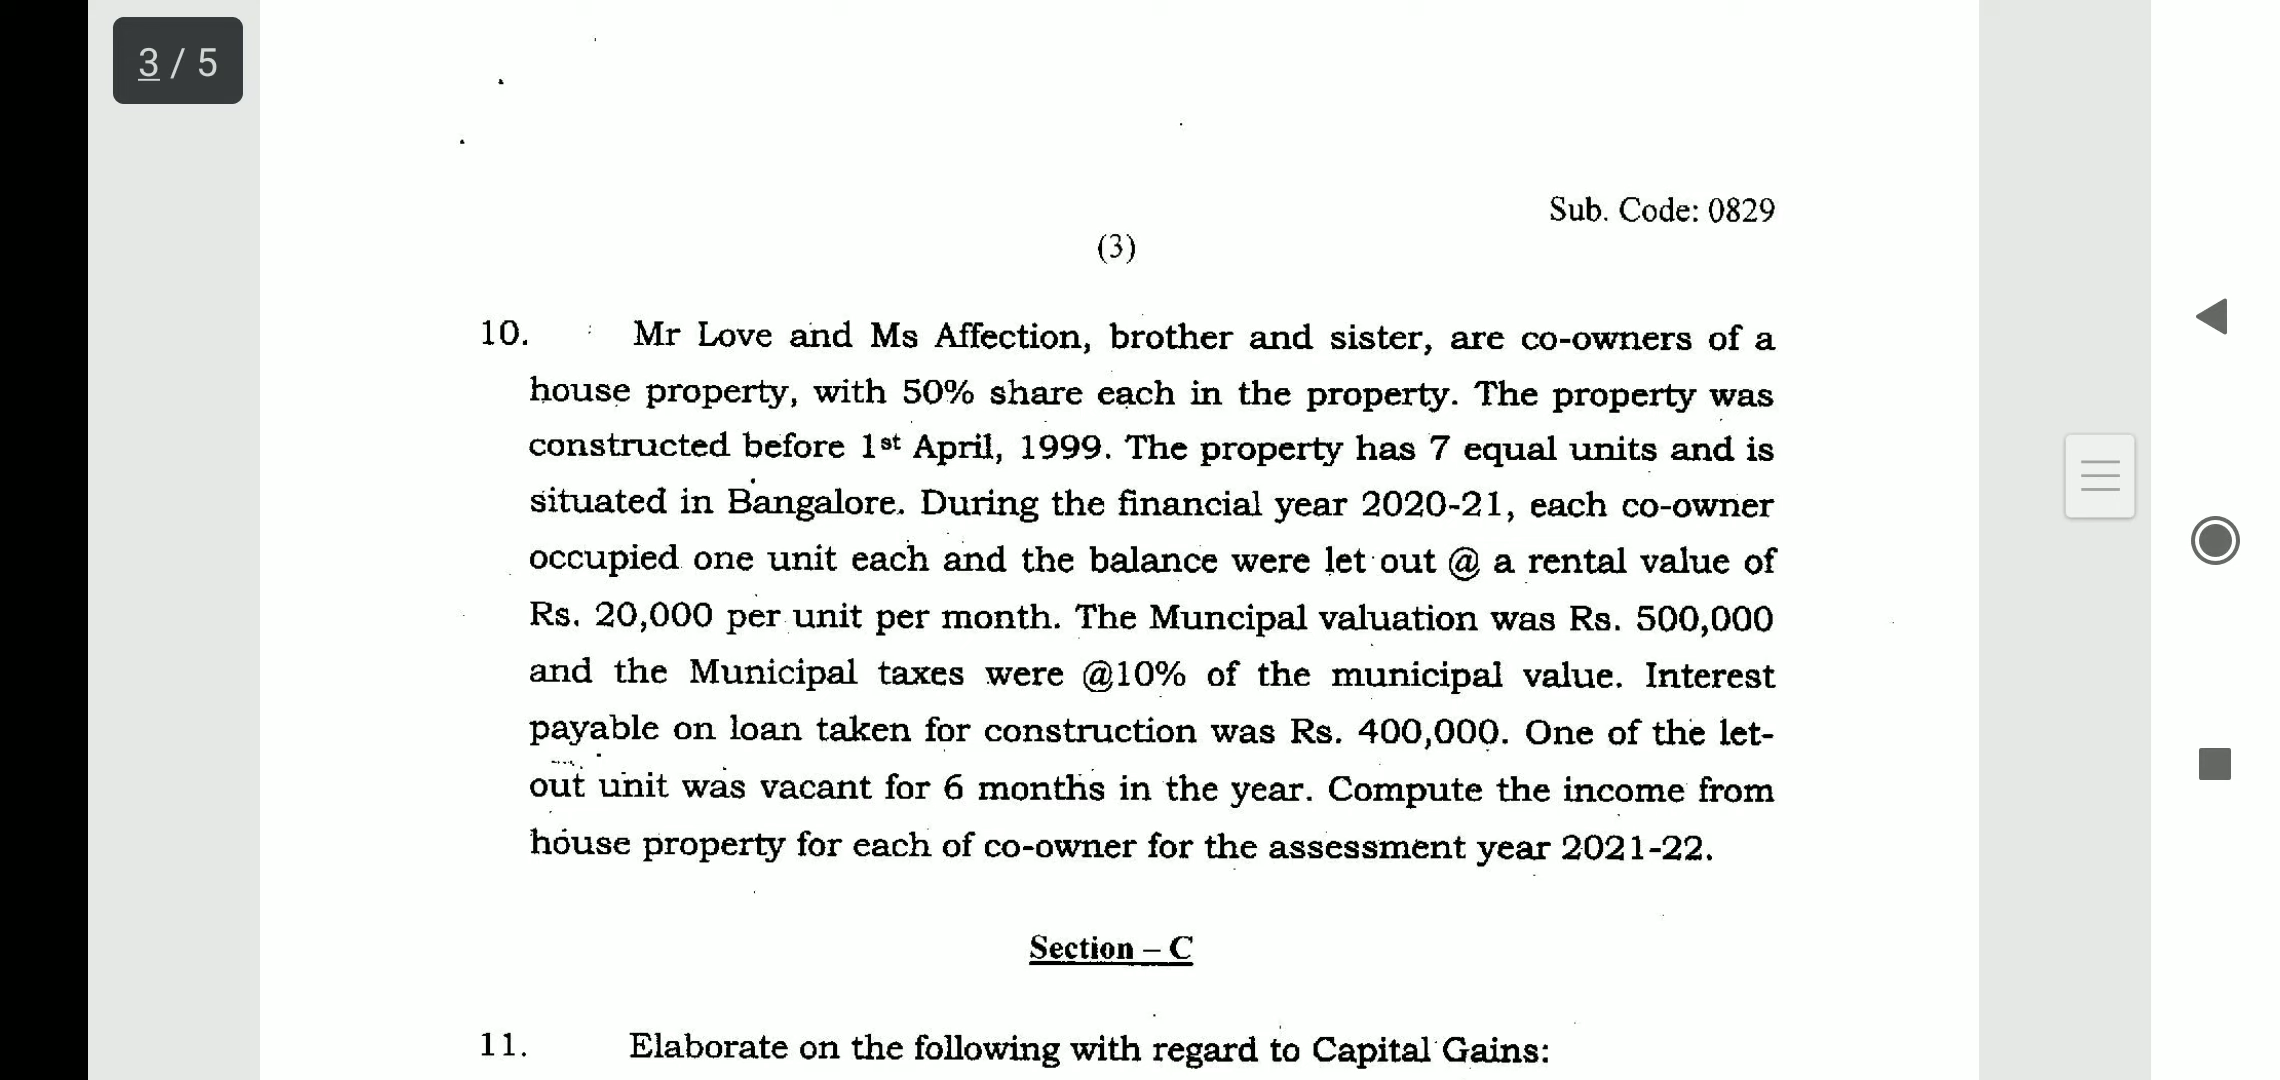 3 / 5
Sub. Code: 0829
(3)
10. Mr Love and Ms Affection, brother and sister, are co-owners of a
house property, with 50% share each in the property. The property was
constructed before 1st April, 1999. The property has 7 equal units and is
situated in Bangalore. During the financial year 2020-21, each co-owner
occupied one unit each and the balance were let out @ a rental value of
Rs. 20,000 per unit per month. The Muncipal valuation was Rs. 500,000
and the Municipal taxes were @10% of the municipal value. Interest
payable on loan taken for construction was Rs. 400,000. One of the let-
out unit was vacant for 6 months in the year. Compute the income from
house property for each of co-owner for the assessment year 2021-22.
Section – C
11. Elaborate on the following with regard to Capital Gains: